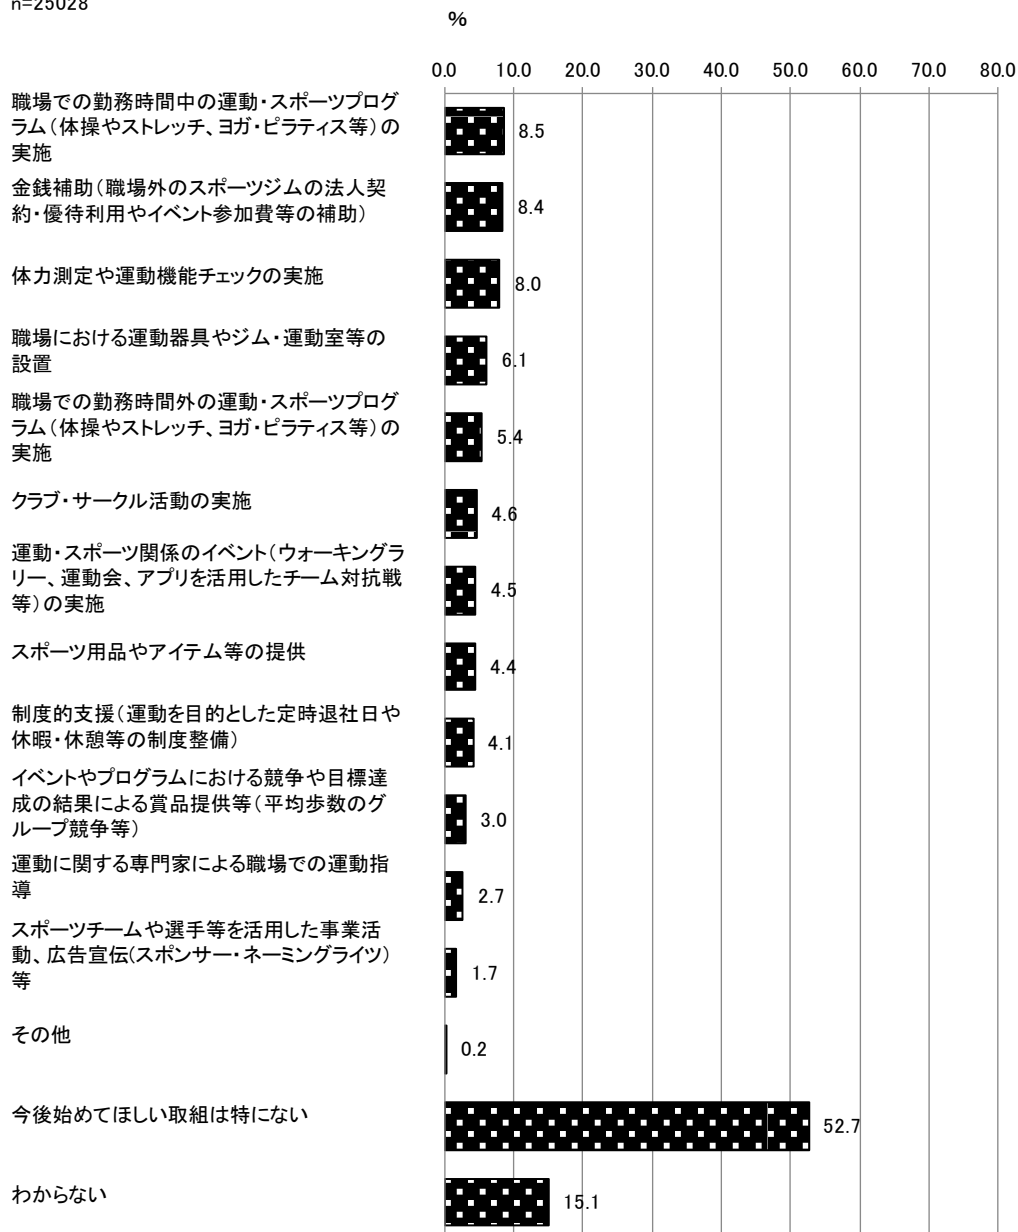 n=25028
%
0.0 10.0 20.0 30.0 40.0 50.0 60.0 70.0 80.0
職場での勤務時間中の運動・スポーツプログ
ラム（体操やストレッチ、ヨガ・ピラティス等）の
実施
8.5
金銭補助（職場外のスポーツジムの法人契
約・優待利用やイベント参加費等の補助）
8.4
体力測定や運動機能チェックの実施
8.0
職場における運動器具やジム・運動室等の
設置
6.1
職場での勤務時間外の運動・スポーツプログ
ラム（体操やストレッチ、ヨガ・ピラティス等）の
実施
5.4
クラブ・サークル活動の実施
4.6
運動・スポーツ関係のイベント（ウォーキングラ
リー、運動会、アプリを活用したチーム対抗戦
等）の実施
4.5
スポーツ用品やアイテム等の提供
4.4
制度的支援（運動を目的とした定時退社日や
休暇・休憩等の制度整備）
4.1
イベントやプログラムにおける競争や目標達
成の結果による賞品提供等（平均歩数のグ
ループ競争等）
3.0
運動に関する専門家による職場での運動指
導
2.7
スポーツチームや選手等を活用した事業活
動、広告宣伝(スポンサー・ネーミングライツ）
等
1.7
その他
0.2
今後始めてほしい取組は特にない
52.7
わからない
15.1